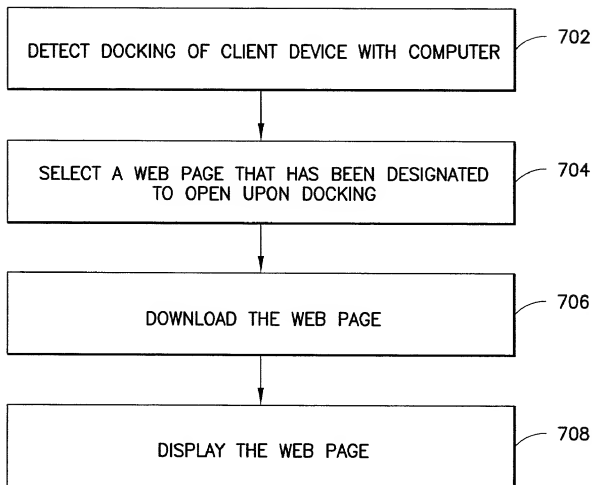 DETECT DOCKING OF CLIENT DEVICE WITH COMPUTER
702
SELECT A WEB PAGE THAT HAS BEEN DESIGNATED
TO OPEN UPON DOCKING
704
DOWNLOAD THE WEB PAGE
706
DISPLAY THE WEB PAGE
708